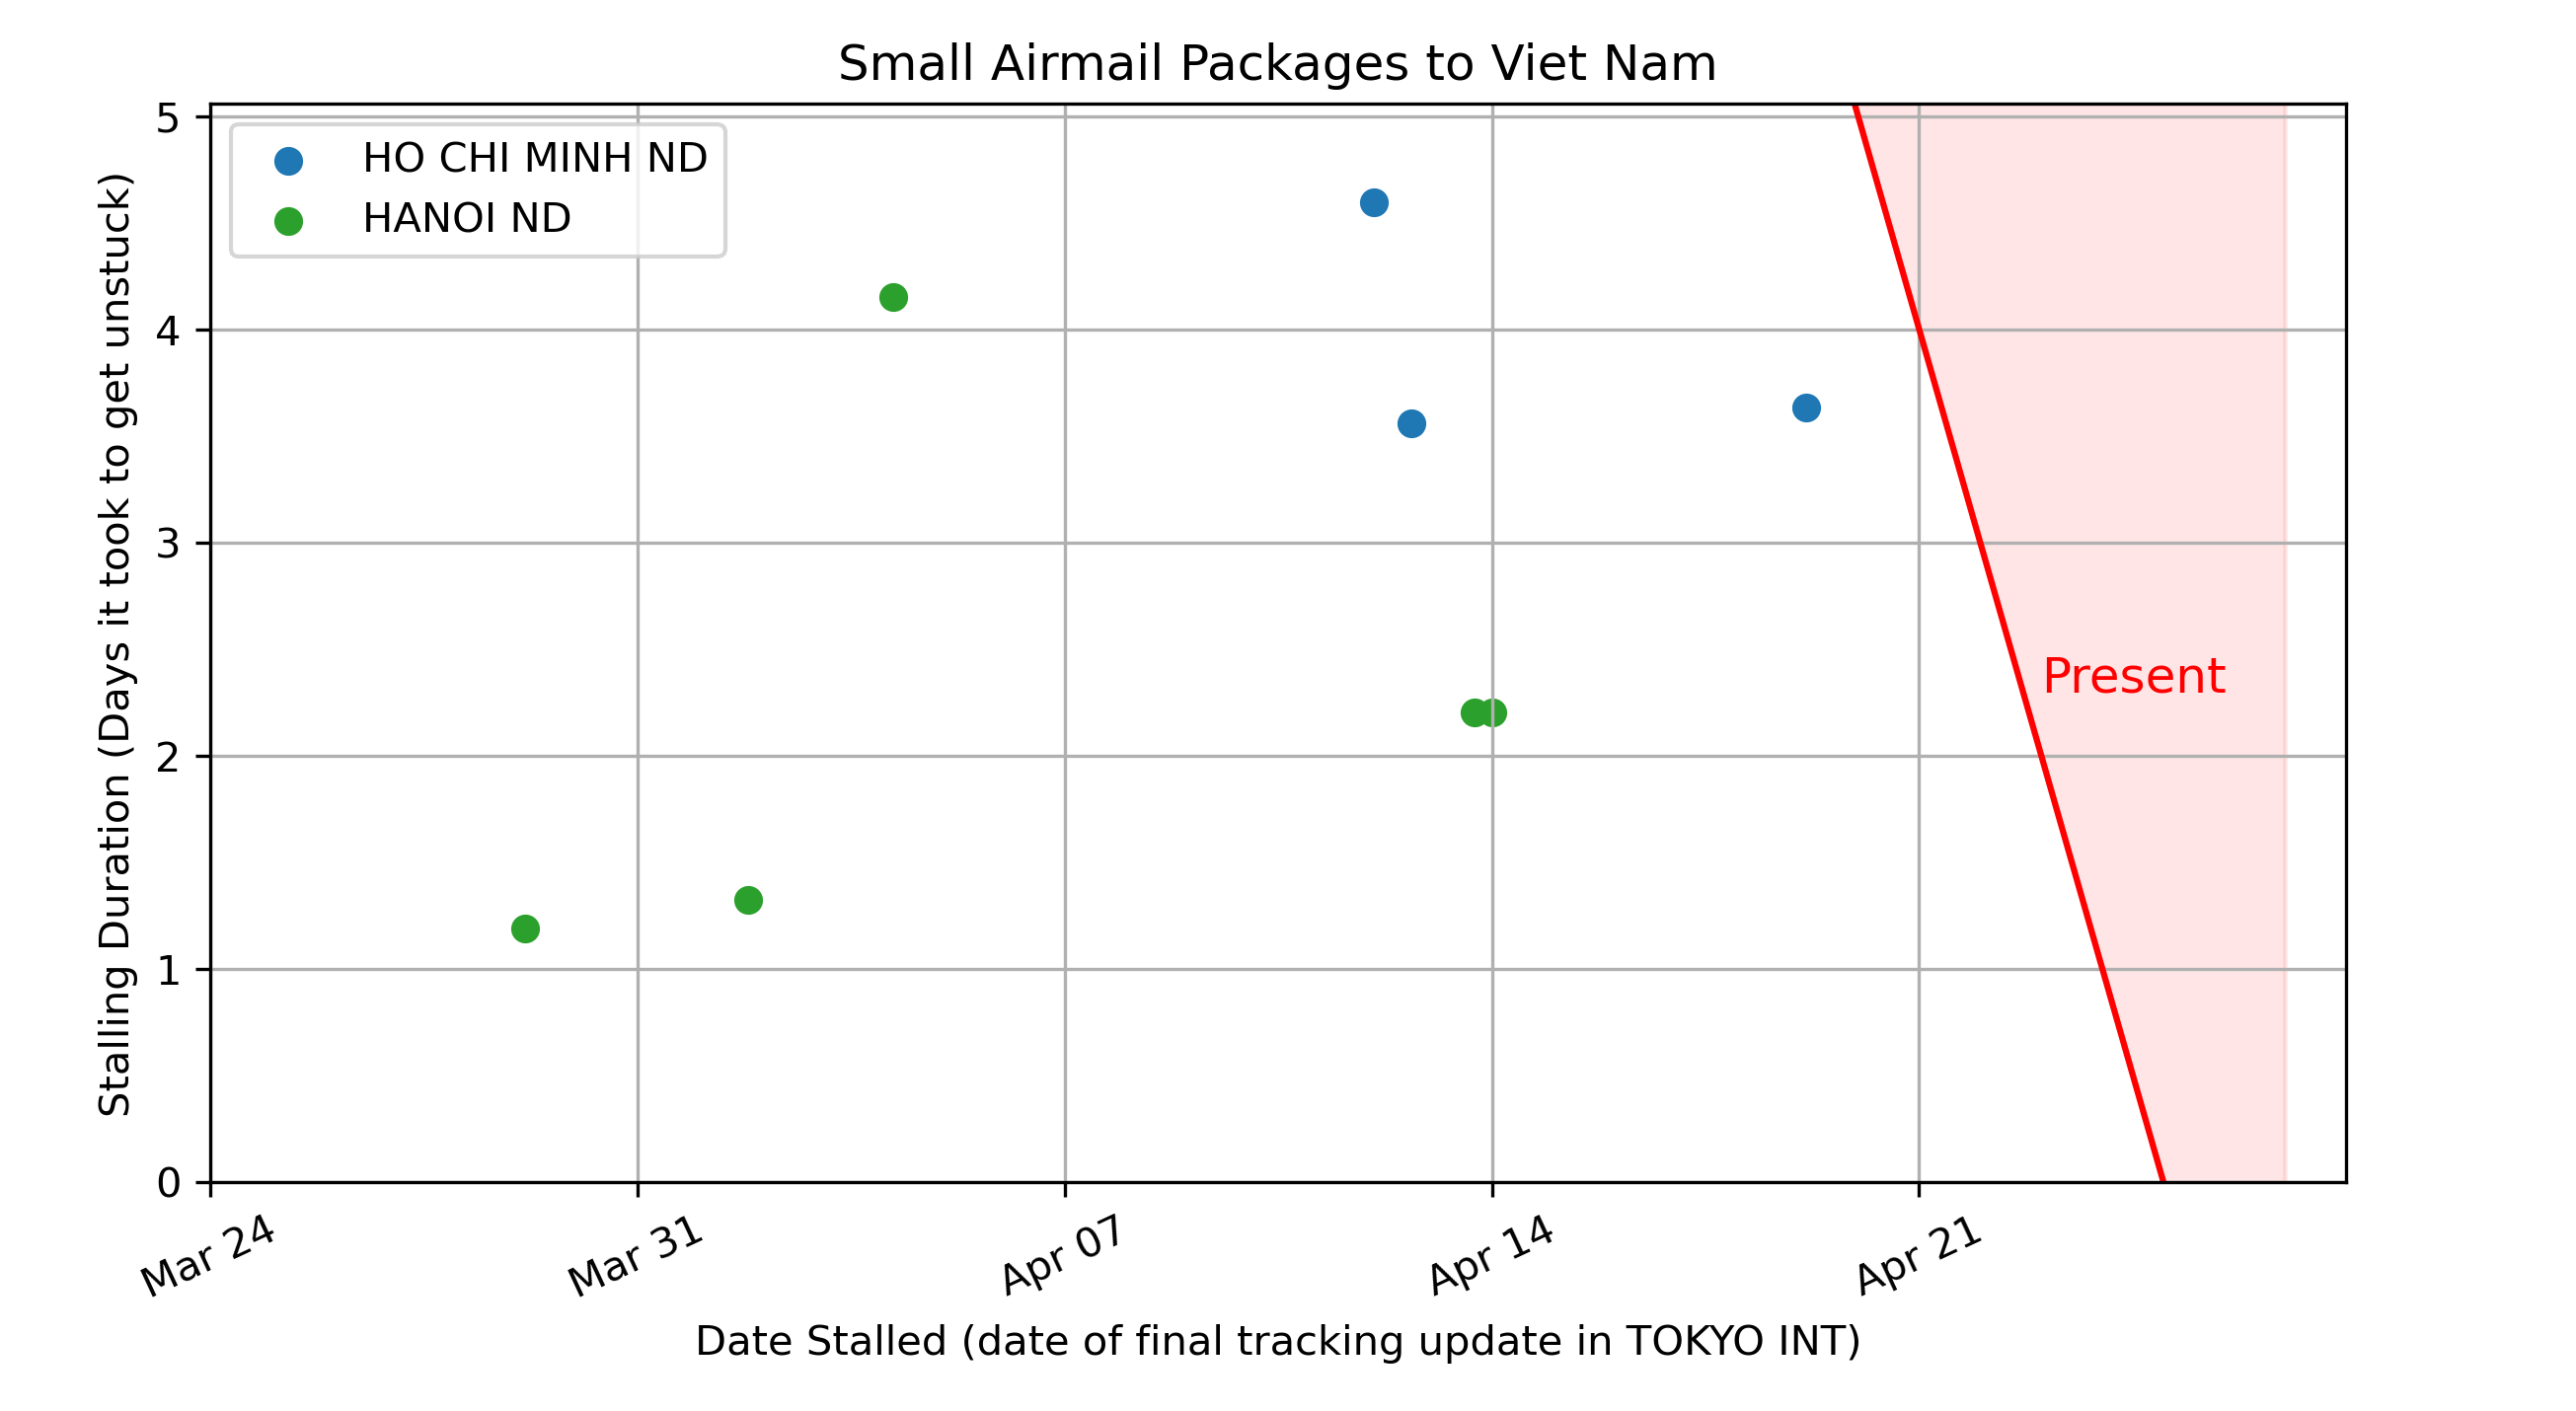 Small Airmail Packages to Viet Nam
HO CHI MINH ND
HANOI ND
Stalling Duration (Days it took to get unstuck)
5
4
3
2
1
0
Present
Mar 24
Mar 31
Apr 07
Apr 14
Apr 21
Date Stalled (date of final tracking update in TOKYO INT)